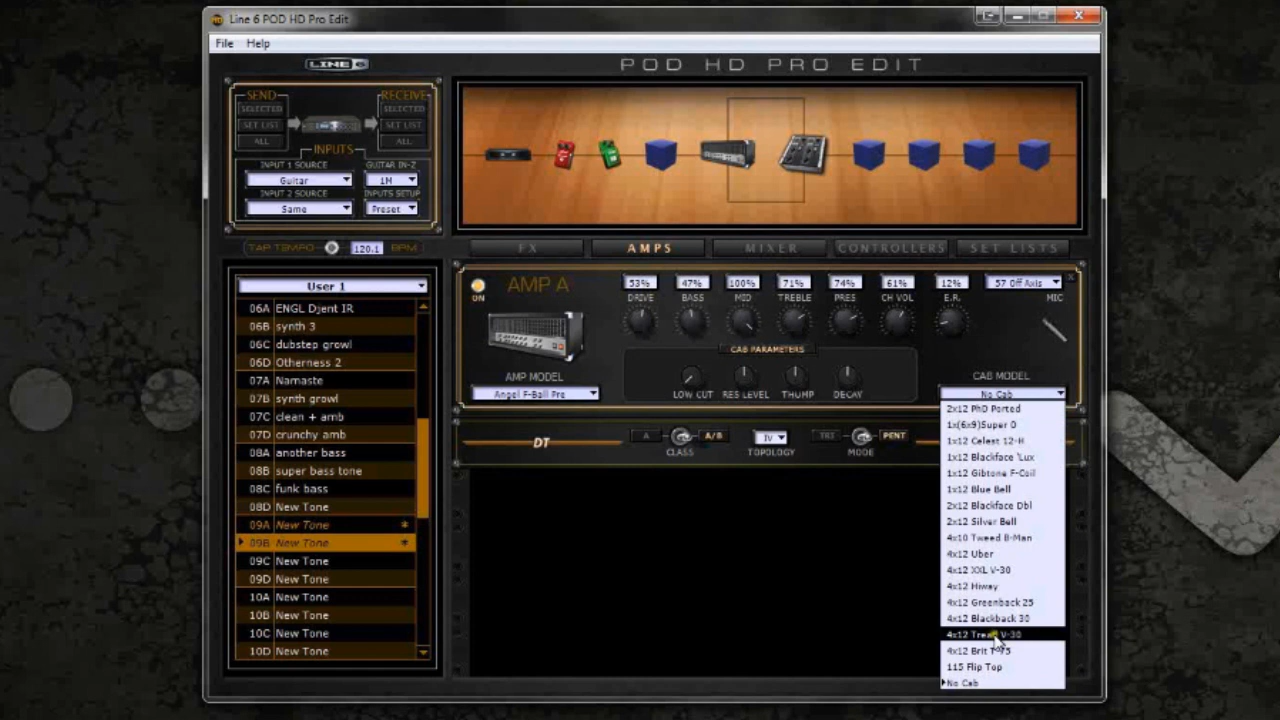 Line 6 POD HD Pro Edit
File Help
LINE 6
POD HD PRO EDIT
SEND RECEIVE
SELECTED SELECTED
SET LIST SET LIST
ALL ALL
INPUTS
INPUT 1 SOURCE GUITAR IN-Z
Guitar 1M
INPUT 2 SOURCE INPUTS SETUP
Same Preset
TAP TEMPO 120.1 BPM
FX AMPS MIXER CONTROLLERS SET LISTS
User 1
06A ENGL Djent IR
06B synth 3
06C dubstep growl
06D Otherness 2
07A Namaste
07B synth growl
07C clean + amb
07D crunchy amb
08A another bass
08B super bass tone
08C funk bass
08D New Tone
09A New Tone *
09B New Tone *
09C New Tone
09D New Tone
10A New Tone
10B New Tone
10C New Tone
10D New Tone
ON
AMP A
53% 47% 100% 71% 74% 61% 12% 57 Off Axis
DRIVE BASS MID TREBLE PRES CH VOL E.R. MIC
CAB PARAMETERS
LOW CUT RES LEVEL THUMP DECAY
AMP MODEL
Angel F-Ball Pre
CAB MODEL
No Cab
DT
A A/B
CLASS
IV
TOPOLOGY
TRI PENT
MODE
2x12 PhD Ported
1x(6x9)Super O
1x12 Celest 12-H
1x12 Blackface 'Lux
1x12 Gibtone F-Coil
1x12 Blue Bell
2x12 Blackface Dbl
2x12 Silver Bell
4x10 Tweed B-Man
4x12 Uber
4x12 XXL V-30
4x12 Hiway
4x12 Greenback 25
4x12 Blackback 30
4x12 Tread V-30
4x12 Brit T-75
115 Flip Top
No Cab